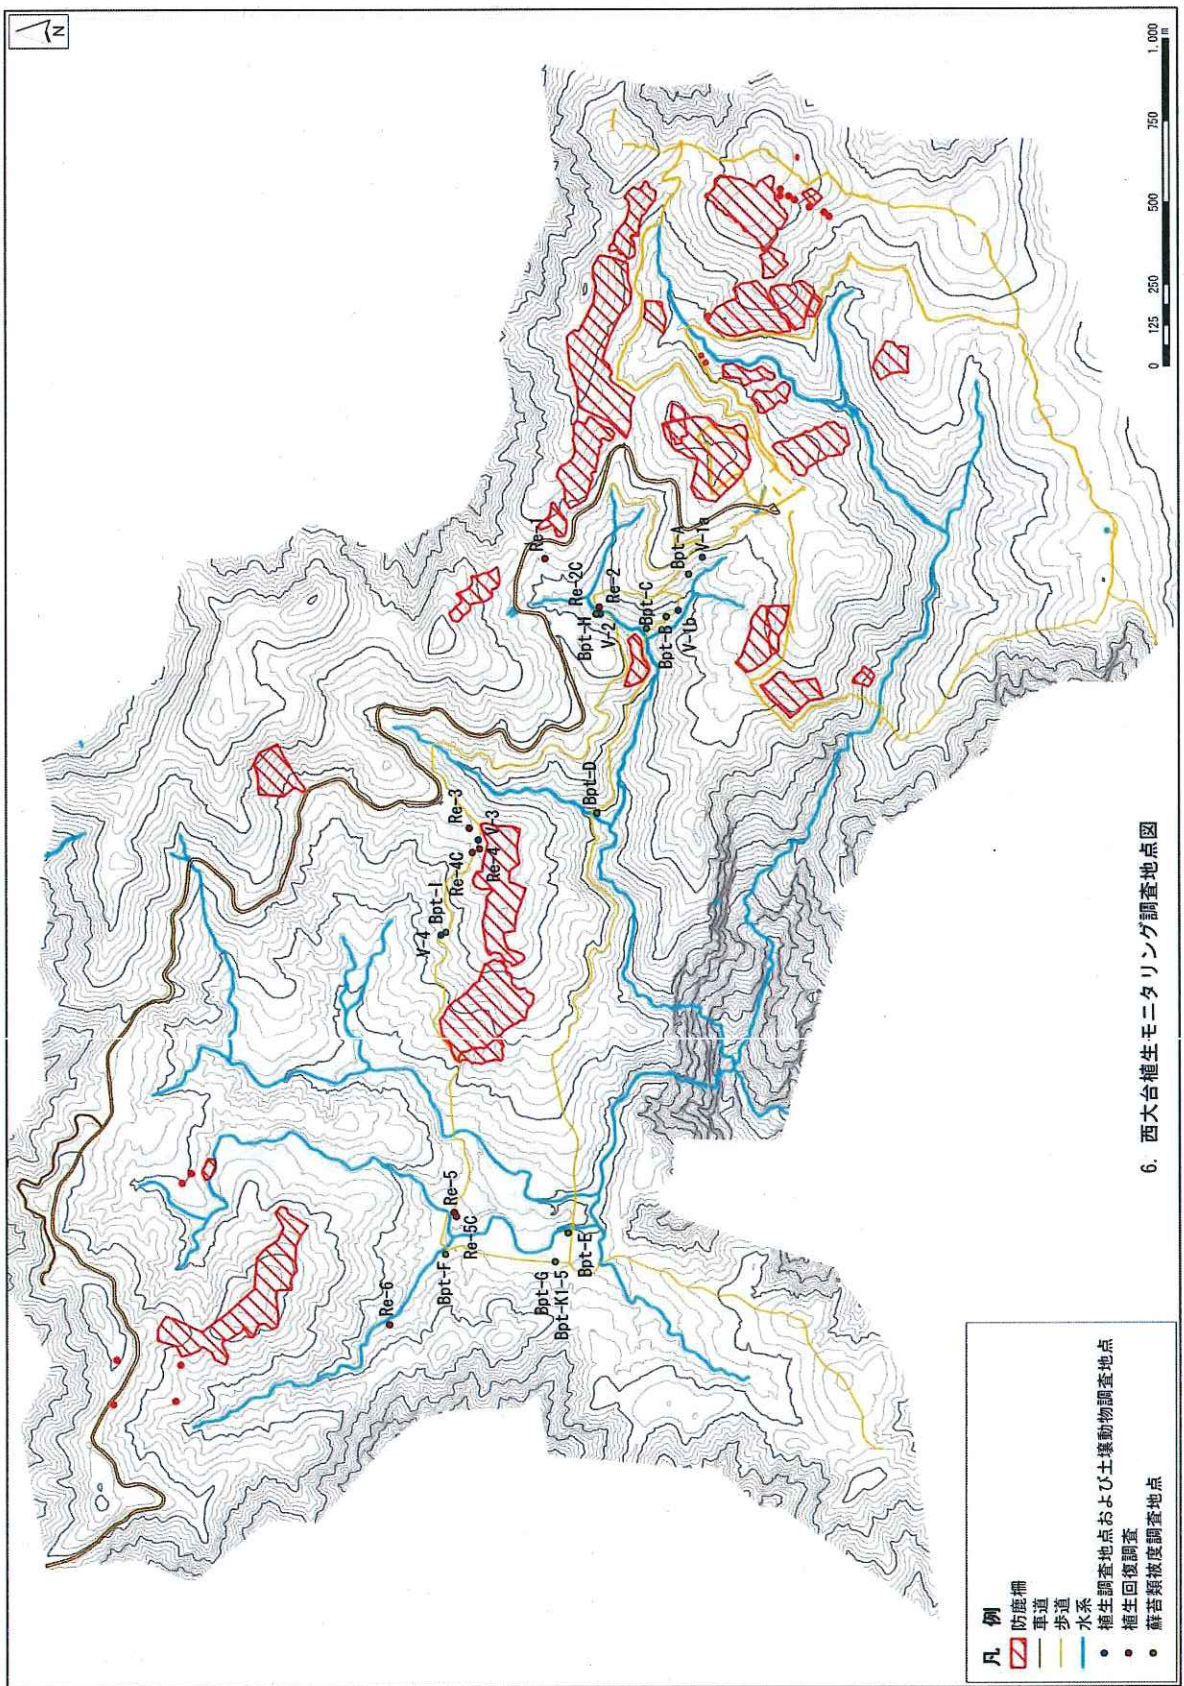 N
Re-1
Re-2C
Re-2
Bpt-H
V-2
Bpt-C
Bpt-A
V-1a
Bpt-B
V-1b
Bpt-D
Re-3
V-3
Re-4
Re-4C
Bpt-I
V-4
Re-5
Re-5C
Bpt-F
Re-6
Bpt-E
Bpt-G
Bpt-K1-5
凡 例
防鹿柵
車道
歩道
水系
植生調査地点および土壌動物調査地点
植生回復調査
蘚苔類被度調査地点
6. 西大台植生モニタリング調査地点図
0 125 250 500 750 1,000
m